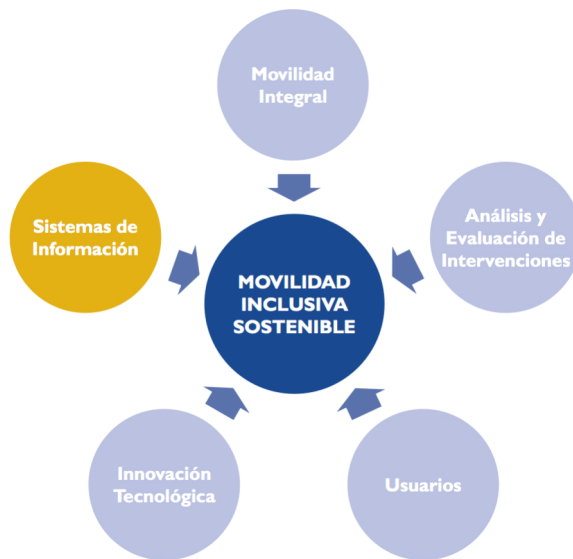 Movilidad
Integral
Sistemas de
Información
Análisis y
Evaluación de
Intervenciones
MOVILIDAD
INCLUSIVA
SOSTENIBLE
Innovación
Tecnológica
Usuarios